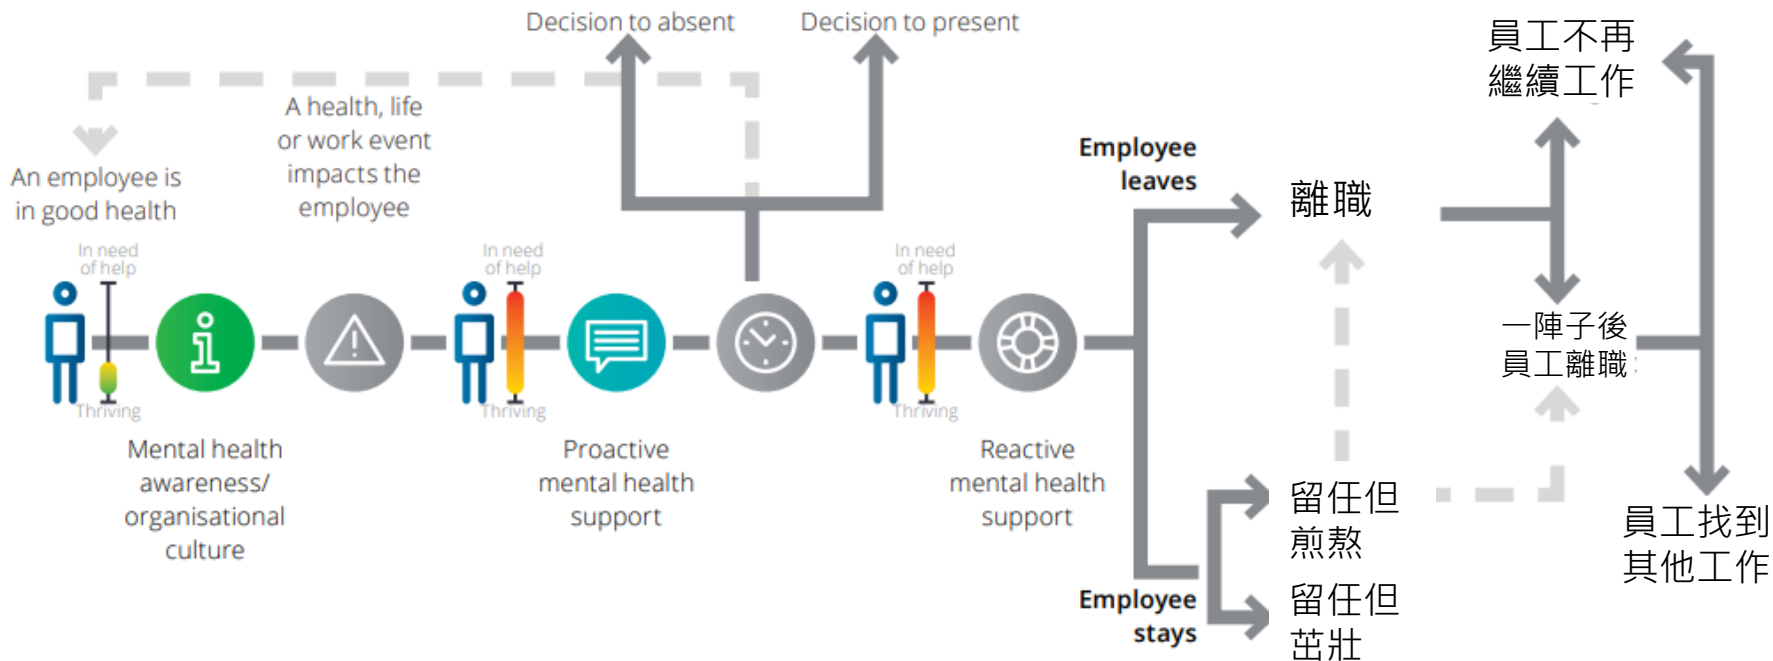 Decision to absent
Decision to present
員工不再
繼續工作
A health, life
or work event
impacts the
employee
An employee is
in good health
Employee
leaves
離職
In need
of help
In need
of help
In need
of help
Thriving
Thriving
Thriving
一陣子後
員工離職
Mental health
awareness/
organisational
culture
Proactive
mental health
support
Reactive
mental health
support
留任但
煎熬
員工找到
其他工作
Employee
stays
留任但
茁壯